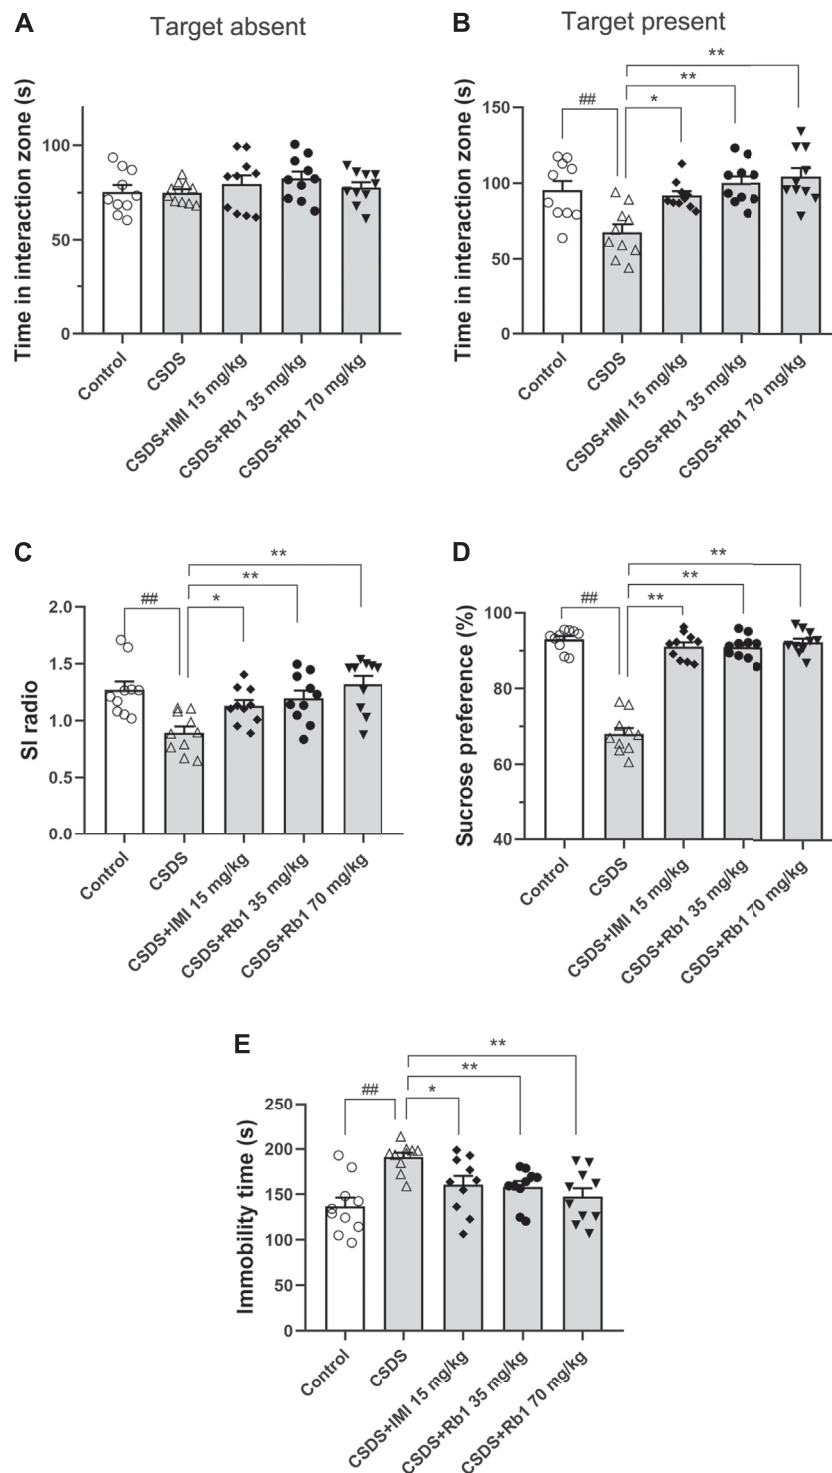 A
Target absent
Time in interaction zone (s)
100
50
0
Control
CSDS
CSDS+IMI 15 mg/kg
CSDS+Rb1 35 mg/kg
CSDS+Rb1 70 mg/kg
B
Target present
Time in interaction zone (s)
150
100
50
0
##
*
**
**
Control
CSDS
CSDS+IMI 15 mg/kg
CSDS+Rb1 35 mg/kg
CSDS+Rb1 70 mg/kg
C
SI radio
2.0
1.5
1.0
0.5
0.0
##
*
**
**
Control
CSDS
CSDS+IMI 15 mg/kg
CSDS+Rb1 35 mg/kg
CSDS+Rb1 70 mg/kg
D
Sucrose preference (%)
100
80
60
40
##
**
**
**
Control
CSDS
CSDS+IMI 15 mg/kg
CSDS+Rb1 35 mg/kg
CSDS+Rb1 70 mg/kg
E
Immobility time (s)
250
200
150
100
50
0
##
*
**
**
Control
CSDS
CSDS+IMI 15 mg/kg
CSDS+Rb1 35 mg/kg
CSDS+Rb1 70 mg/kg